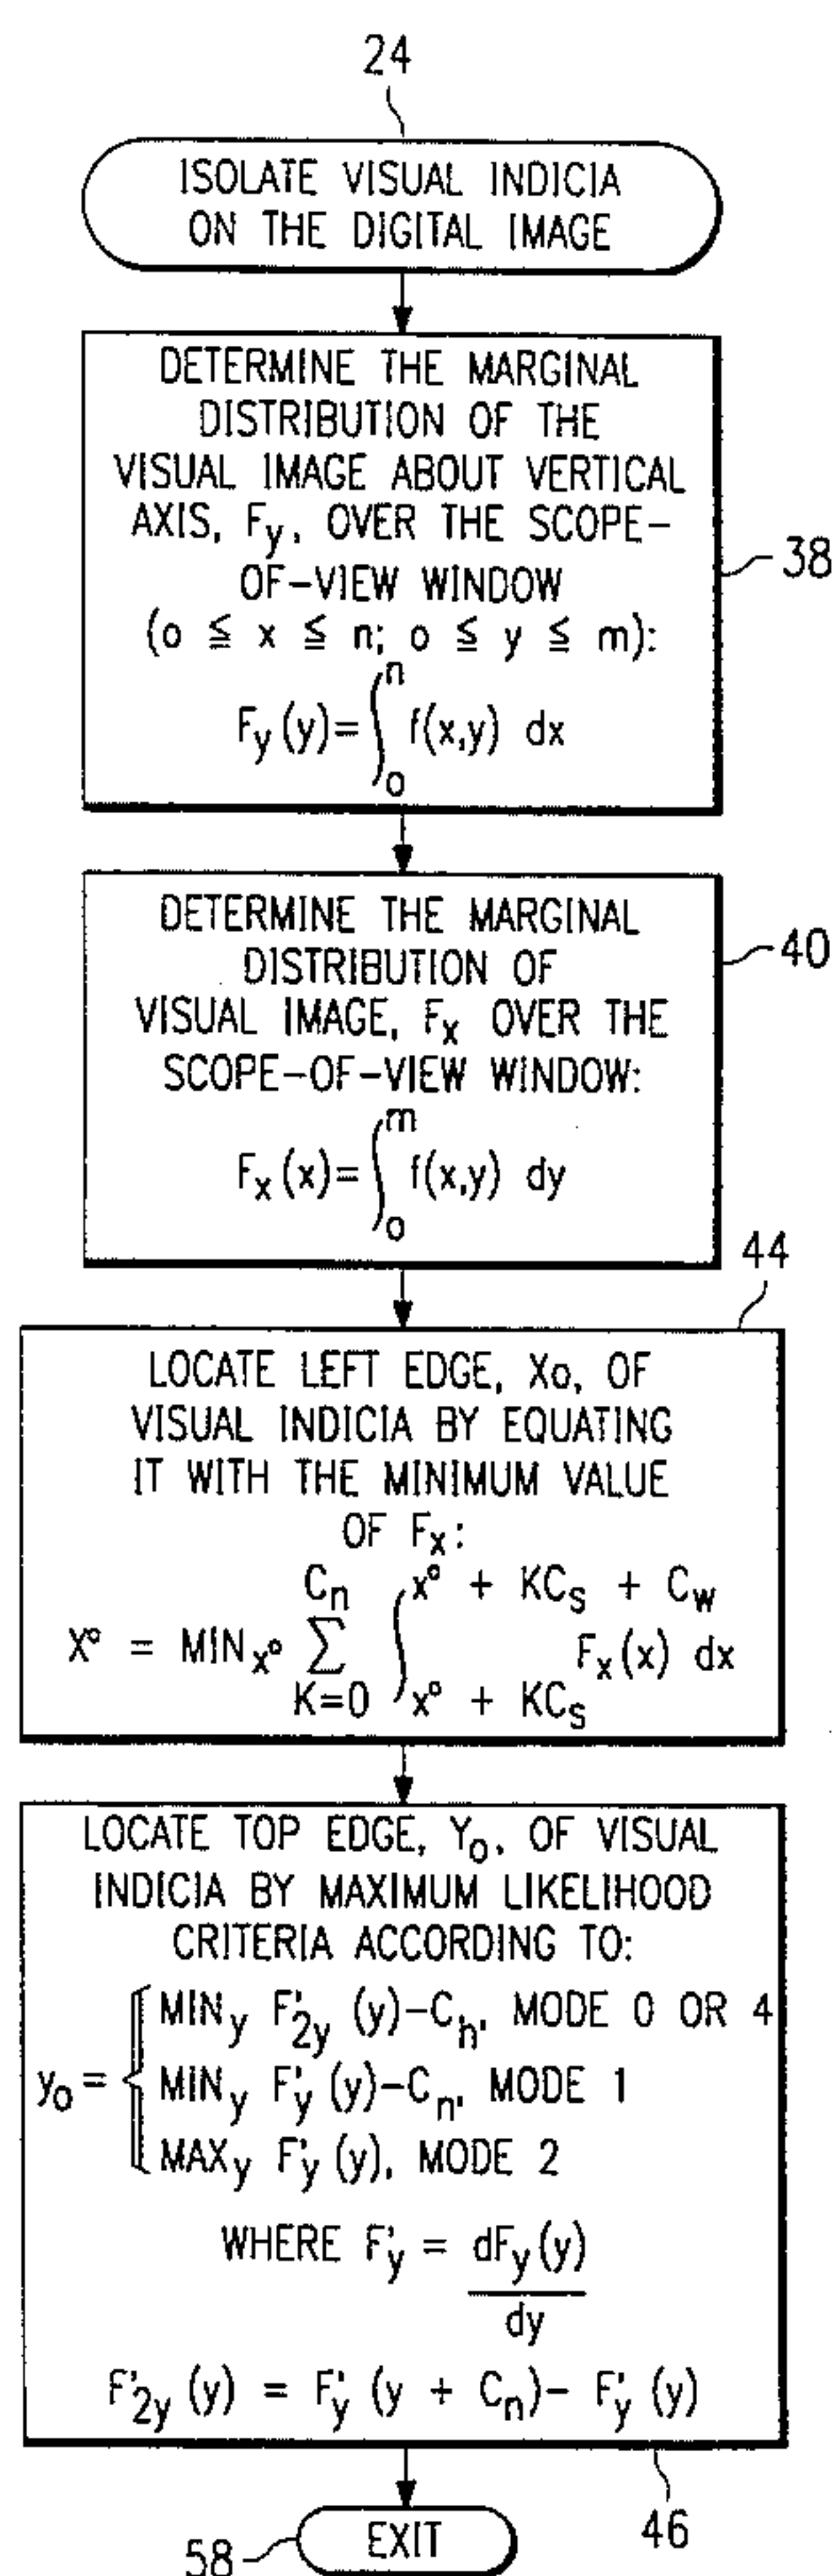 24
ISOLATE VISUAL INDICIA
ON THE DIGITAL IMAGE
DETERMINE THE MARGINAL
DISTRIBUTION OF THE
VISUAL IMAGE ABOUT VERTICAL
AXIS, Fy, OVER THE SCOPE-
OF-VIEW WINDOW
(o ≦ x ≦ n; o ≦ y ≦ m):
Fy(y)=∫₀ⁿ f(x,y) dx
38
DETERMINE THE MARGINAL
DISTRIBUTION OF
VISUAL IMAGE, Fx OVER THE
SCOPE-OF-VIEW WINDOW:
Fx(x)=∫₀ᵐ f(x,y) dy
40
44
LOCATE LEFT EDGE, Xo, OF
VISUAL INDICIA BY EQUATING
IT WITH THE MINIMUM VALUE
OF Fx:
Cn x° + KCs + Cw
X° = MINx° ∑ ∫ Fx(x) dx
K=0 x° + KCs
LOCATE TOP EDGE, Yo, OF VISUAL
INDICIA BY MAXIMUM LIKELIHOOD
CRITERIA ACCORDING TO:
MINy F'2y (y)-Ch, MODE 0 OR 4
yo = { MINy F'y (y)-Cn, MODE 1
MAXy F'y (y), MODE 2
WHERE F'y = dFy(y)
dy
F'2y (y) = F'y (y + Cn)- F'y (y)
46
58
EXIT